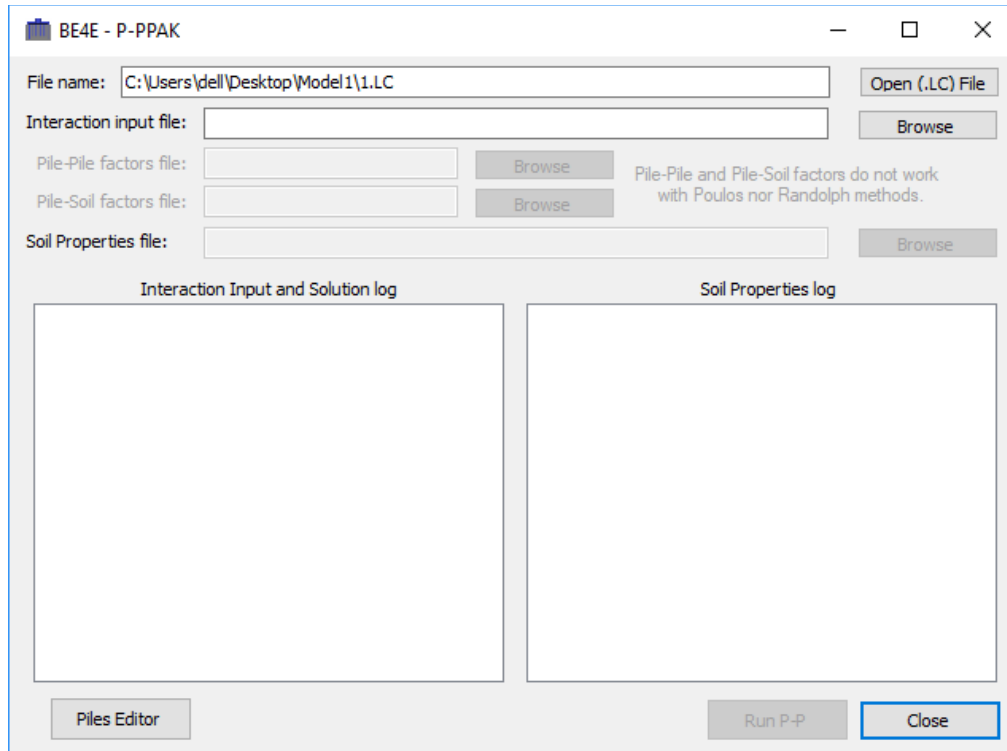 BE4E - P-PPAK
File name: C:\Users\dell\Desktop\Model1\1.LC Open (.LC) File
Interaction input file: Browse
Pile-Pile factors file: Browse
Pile-Pile and Pile-Soil factors do not work
Pile-Soil factors file: Browse
with Poulos nor Randolph methods.
Soil Properties file: Browse
Interaction Input and Solution log Soil Properties log
Piles Editor Run P-P Close